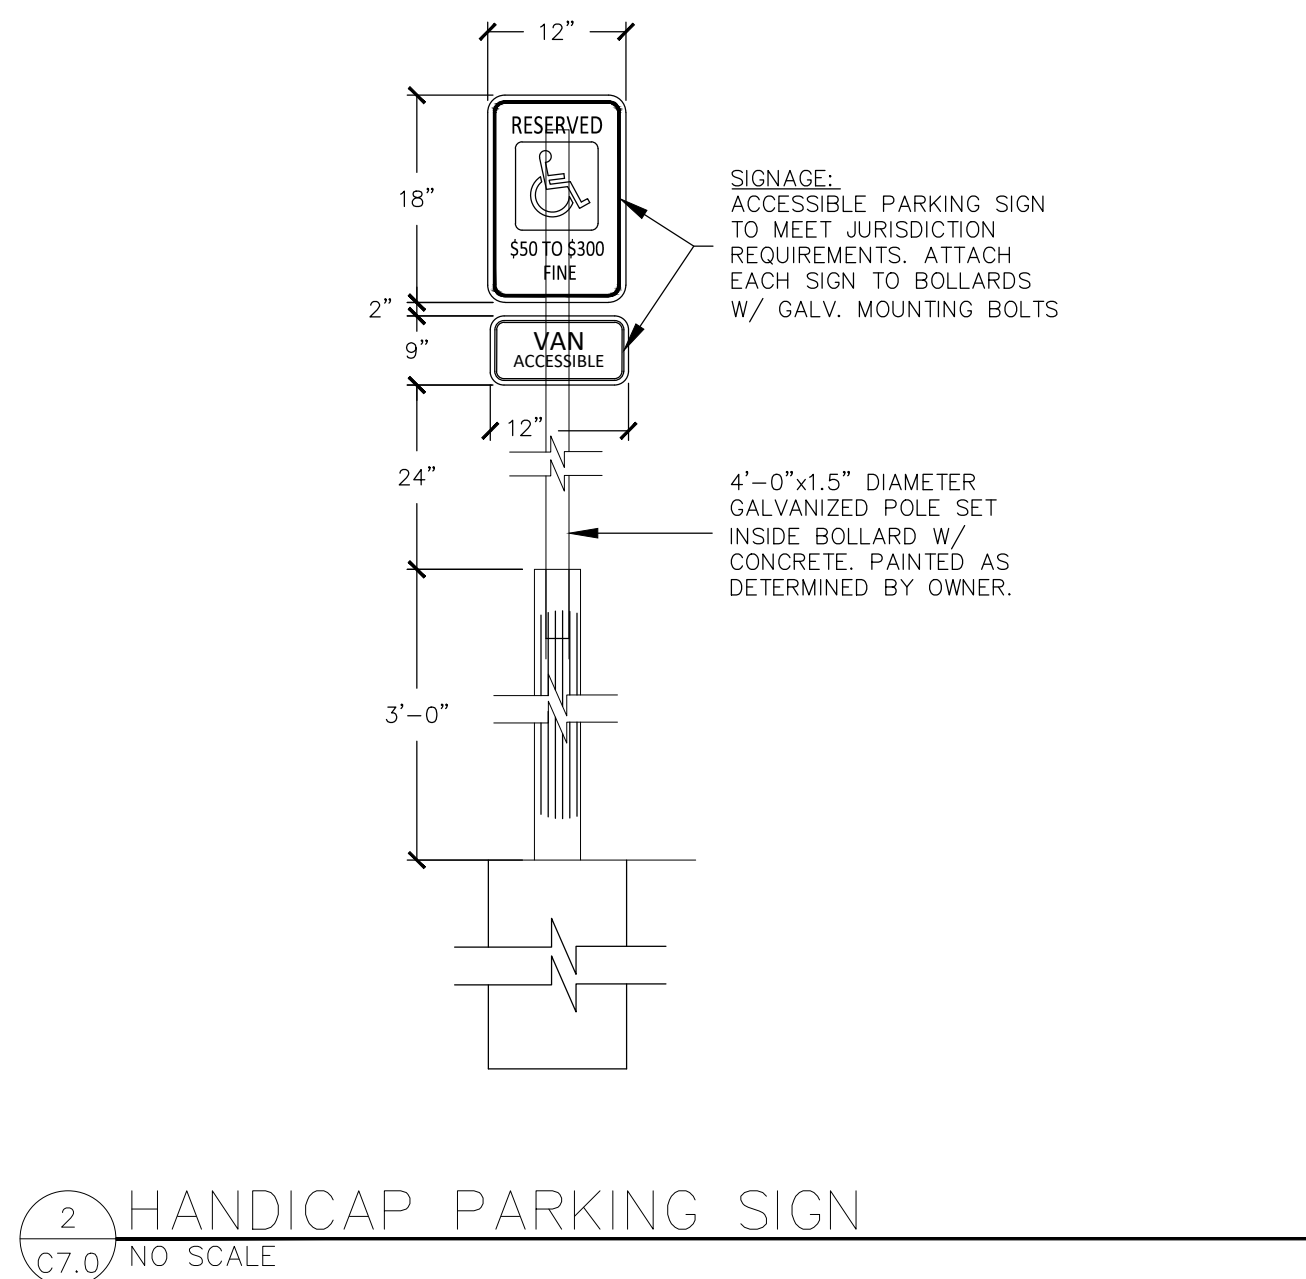 12”
RESERVED
$50 TO $300
FINE
18”
2”
VAN
ACCESSIBLE
9”
12”
24”
3’–0”
SIGNAGE:
ACCESSIBLE PARKING SIGN
TO MEET JURISDICTION
REQUIREMENTS. ATTACH
EACH SIGN TO BOLLARDS
W/ GALV. MOUNTING BOLTS
4’–0”x1.5” DIAMETER
GALVANIZED POLE SET
INSIDE BOLLARD W/
CONCRETE. PAINTED AS
DETERMINED BY OWNER.
2
C7.0
HANDICAP PARKING SIGN
NO SCALE